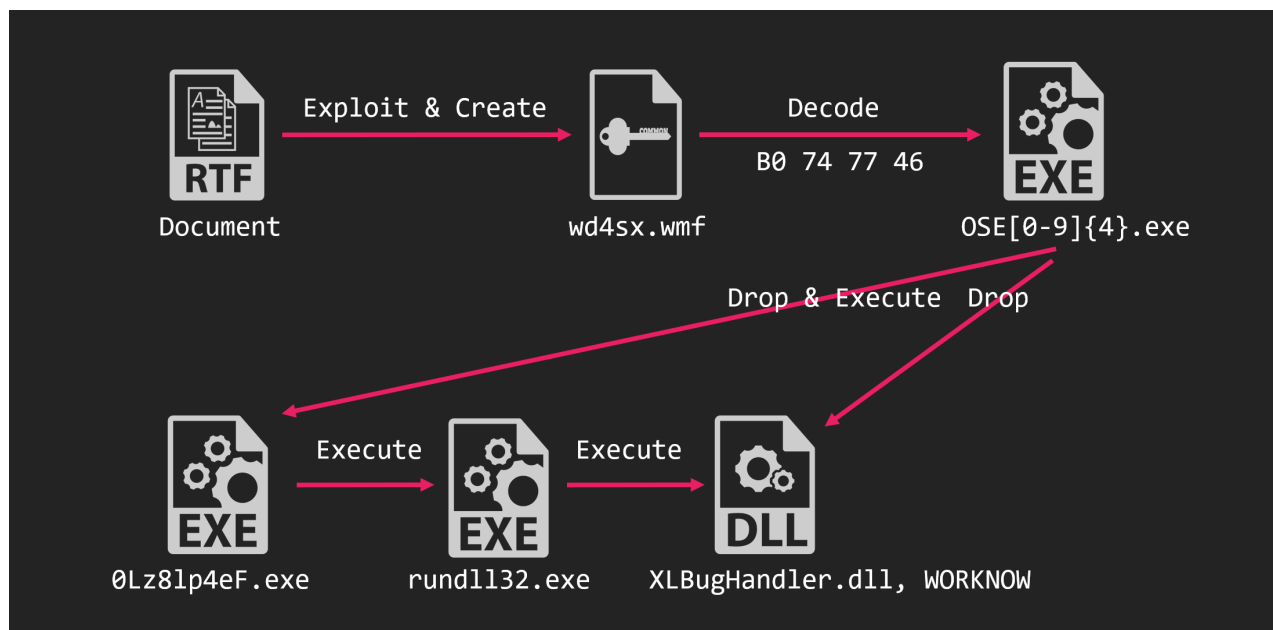 Exploit & Create
Decode
B0 74 77 46
A
COMMON
RTF
EXE
Document
wd4sx.wmf
OSE[0-9]{4}.exe
Drop & Execute Drop
Execute
Execute
EXE
EXE
DLL
0Lz8lp4eF.exe
rundll32.exe
XLBugHandler.dll, WORKNOW